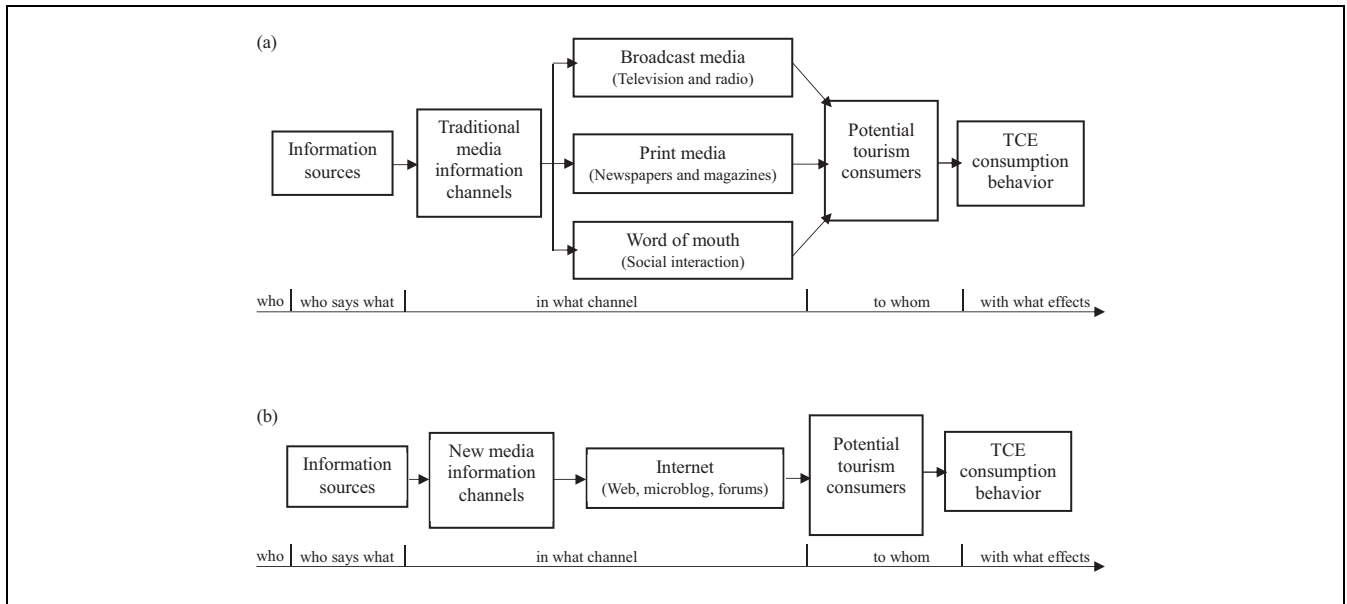 (a)
Information
sources
Traditional
media
information
channels
Broadcast media
(Television and radio)
Print media
(Newspapers and magazines)
Word of mouth
(Social interaction)
Potential
tourism
consumers
TCE
consumption
behavior
who
who says what
in what channel
to whom
with what effects
(b)
Information
sources
New media
information
channels
Internet
(Web, microblog, forums)
Potential
tourism
consumers
TCE
consumption
behavior
who
who says what
in what channel
to whom
with what effects